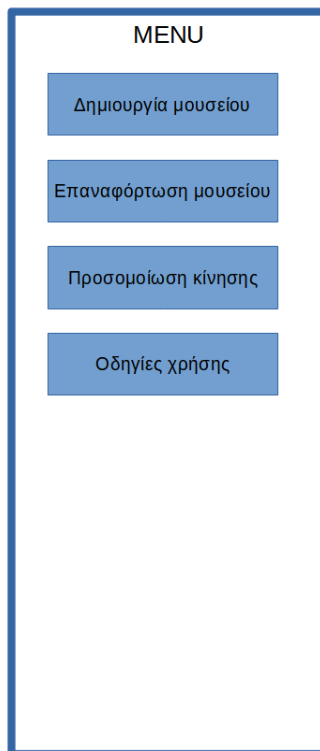 MENU
Δημιουργία μουσείου
Επαναφόρτωση μουσείου
Προσομοίωση κίνησης
Οδηγίες χρήσης